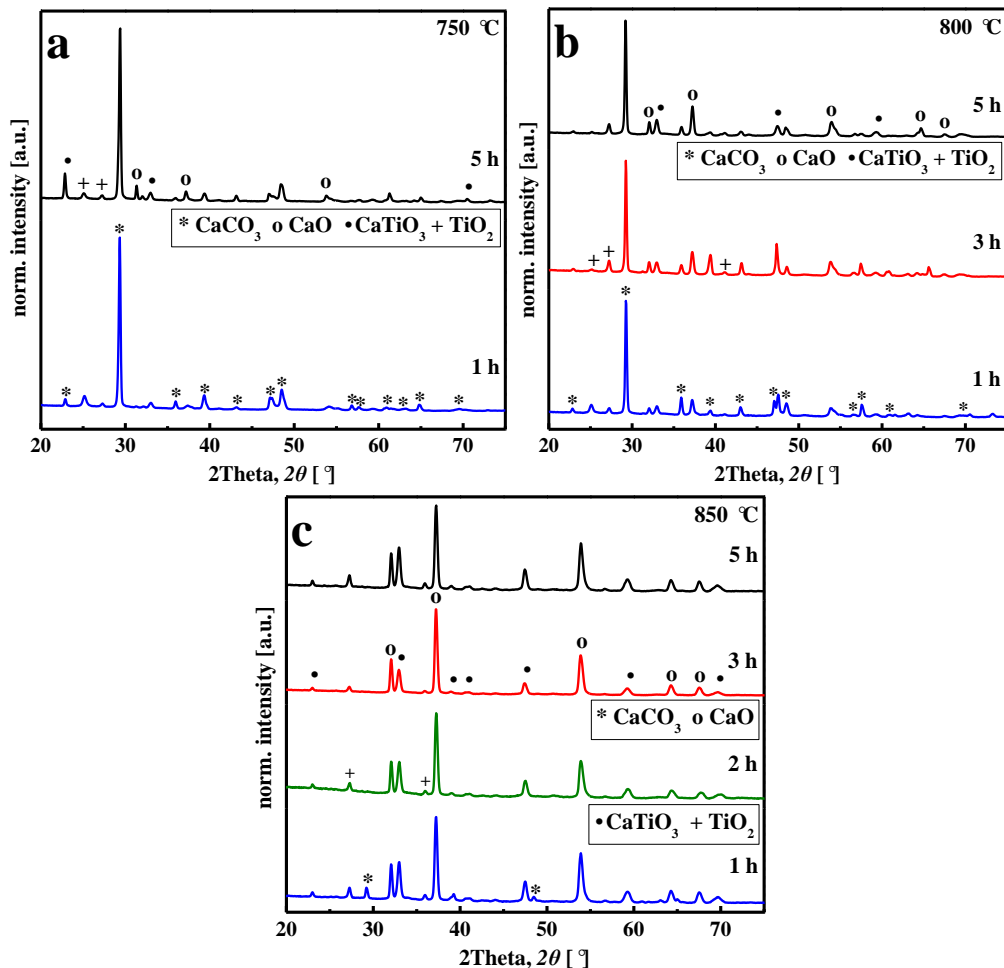 a
750 °C
5 h
* CaCO3 o CaO •CaTiO3 + TiO2
1 h
norm. intensity [a.u.]
20 30 40 50 60 70
2Theta, 2θ [ °]
b
800 °C
5 h
* CaCO3 o CaO •CaTiO3 + TiO2
3 h
1 h
norm. intensity [a.u.]
20 30 40 50 60 70
2Theta, 2θ [ °]
c
850 °C
5 h
3 h
* CaCO3 o CaO
2 h
•CaTiO3 + TiO2
1 h
norm. intensity [a.u.]
20 30 40 50 60 70
2Theta, 2θ [ °]